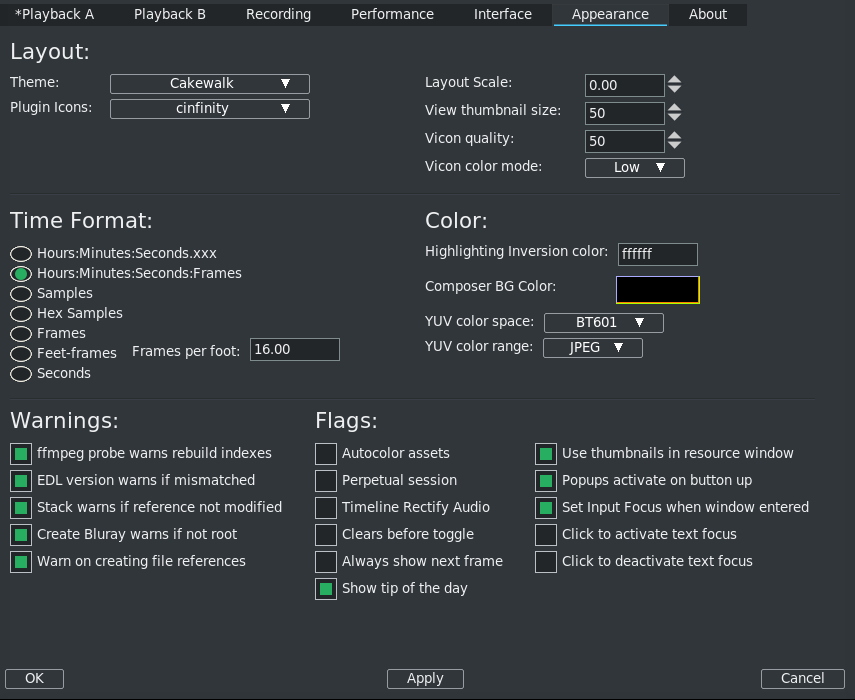 *Playback A Playback B Recording Performance Interface Appearance About
Layout:
Theme: Cakewalk
Plugin Icons: cinfinity
Layout Scale: 0.00
View thumbnail size: 50
Vicon quality: 50
Vicon color mode: Low
Time Format:
Hours:Minutes:Seconds.xxx
Hours:Minutes:Seconds:Frames
Samples
Hex Samples
Frames
Feet-frames Frames per foot: 16.00
Seconds
Color:
Highlighting Inversion color: ffffff
Composer BG Color:
YUV color space: BT601
YUV color range: JPEG
Warnings:
ffmpeg probe warns rebuild indexes
EDL version warns if mismatched
Stack warns if reference not modified
Create Bluray warns if not root
Warn on creating file references
Flags:
Autocolor assets
Perpetual session
Timeline Rectify Audio
Clears before toggle
Always show next frame
Show tip of the day
Use thumbnails in resource window
Popups activate on button up
Set Input Focus when window entered
Click to activate text focus
Click to deactivate text focus
OK Apply Cancel